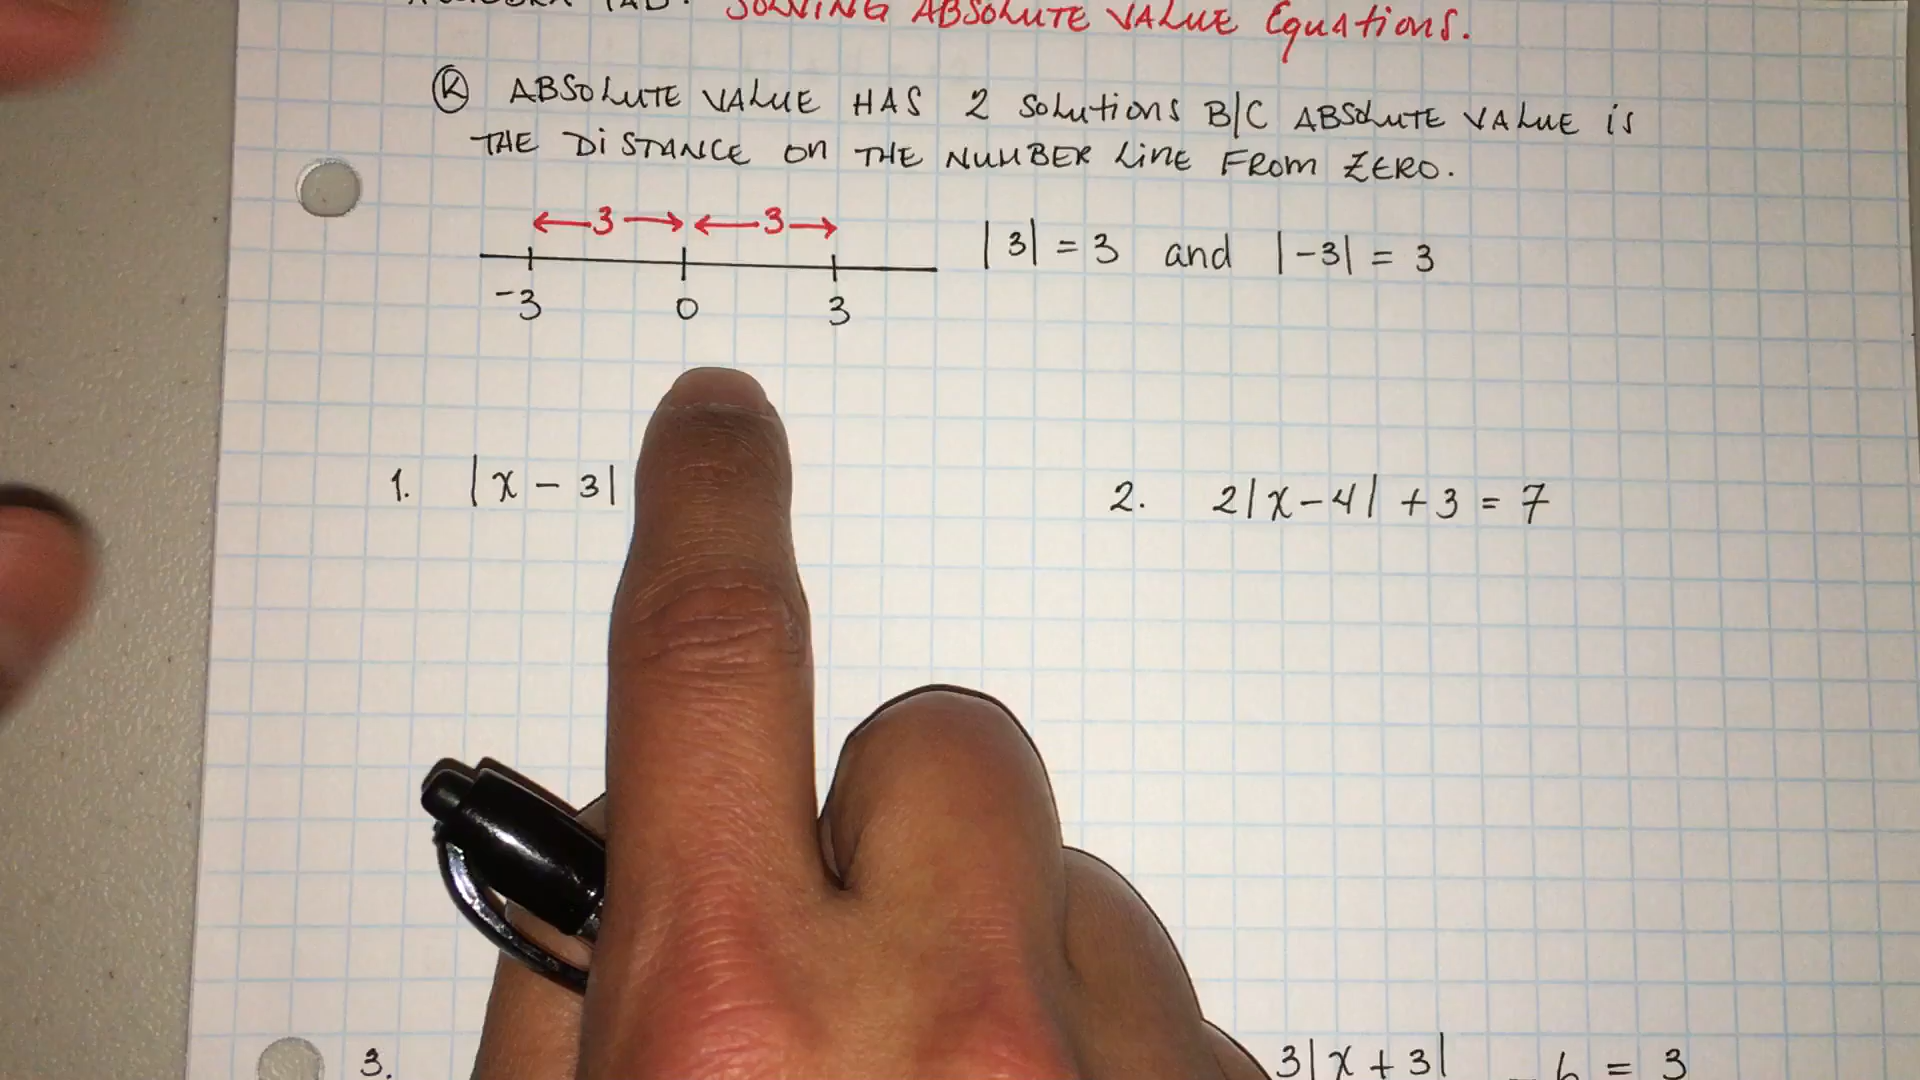 SOLVING ABSOLUTE VALUE Equations.
K ABSOLUTE VALUE HAS 2 Solutions B/C ABSOLUTE VALUE is
THE DISTANCE on THE NUMBER LINE FROM ZERO.
3 3
-3 0 3
|3| = 3 and |-3| = 3
1. |x - 3|
2. 2|x-4| + 3 = 7
3.
3|x+3| - 6 = 3